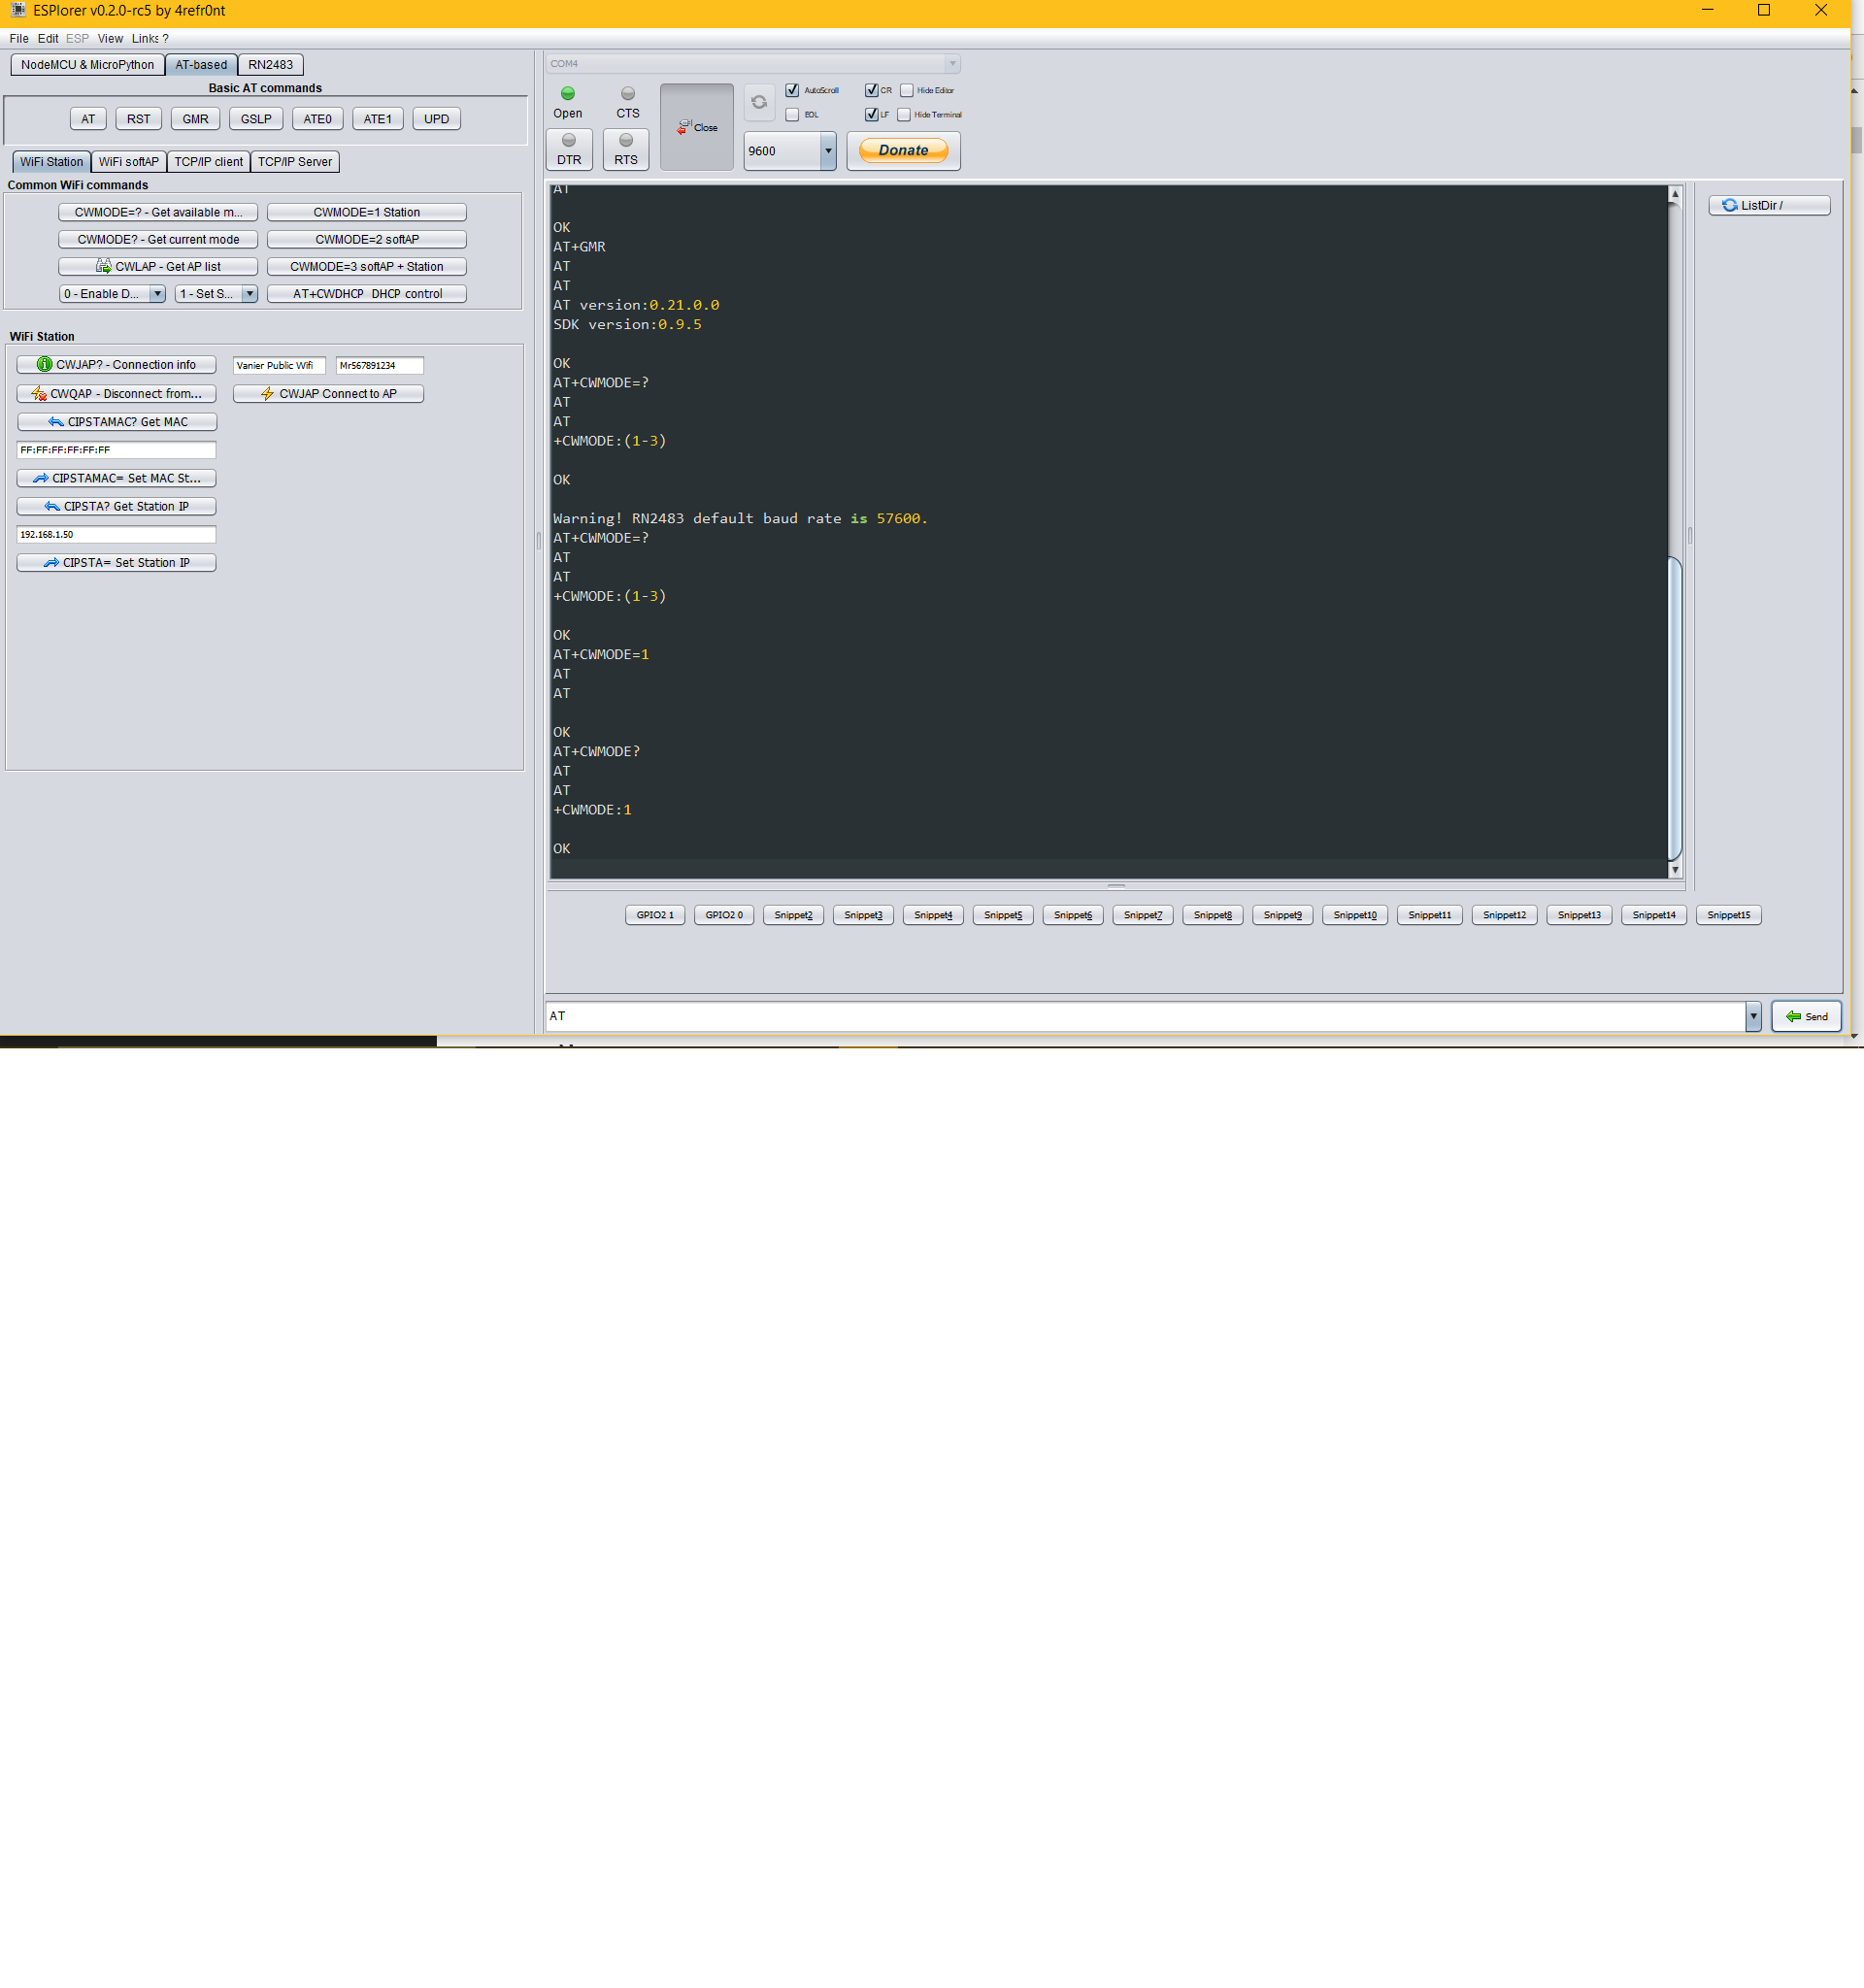 ESPlorer v0.2.0-rc5 by 4refr0nt
File Edit ESP View Links ?
NodeMCU & MicroPython AT-based RN2483
Basic AT commands
AT RST GMR GSLP ATE0 ATE1 UPD
WiFi Station WiFi softAP TCP/IP client TCP/IP Server
Common WiFi commands
CWMODE=? - Get available m... CWMODE=1 Station
CWMODE? - Get current mode CWMODE=2 softAP
CWLAP - Get AP list CWMODE=3 softAP + Station
0 - Enable D... 1 - Set S... AT+CWDHCP DHCP control
WiFi Station
CWJAP? - Connection info Vanier Public Wifi Mr567891234
CWQAP - Disconnect from... CWJAP Connect to AP
CIPSTAMAC? Get MAC
FF:FF:FF:FF:FF:FF
CIPSTAMAC= Set MAC St...
CIPSTA? Get Station IP
192.168.1.50
CIPSTA= Set Station IP
COM4
Open CTS
DTR RTS
Close
AutoScroll CR Hide Editor
EOL LF Hide Terminal
9600 Donate
AT
OK
AT+GMR
AT
AT
AT version:0.21.0.0
SDK version:0.9.5
OK
AT+CWMODE=?
AT
AT
+CWMODE:(1-3)
OK
Warning! RN2483 default baud rate is 57600.
AT+CWMODE=?
AT
AT
+CWMODE:(1-3)
OK
AT+CWMODE=1
AT
AT
OK
AT+CWMODE?
AT
AT
+CWMODE:1
OK
ListDir /
GPIO2 1 GPIO2 0 Snippet2 Snippet3 Snippet4 Snippet5 Snippet6 Snippet7 Snippet8 Snippet9 Snippet10 Snippet11 Snippet12 Snippet13 Snippet14 Snippet15
AT Send